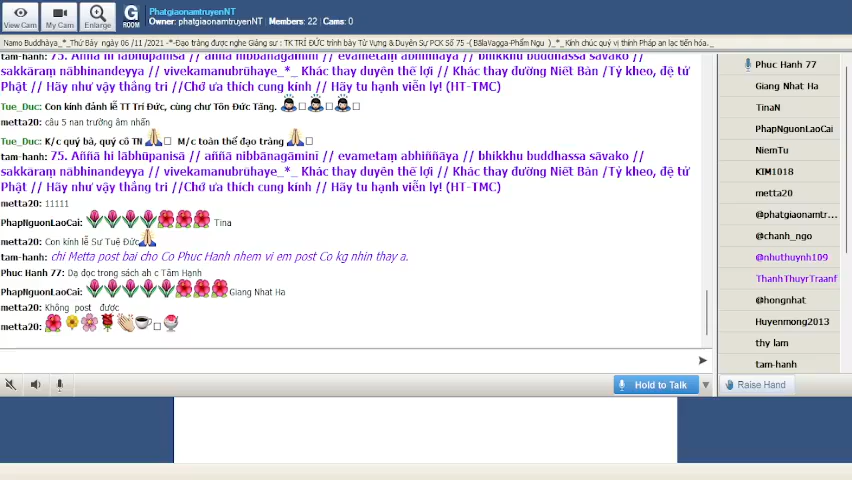 PhatgiaonamtruyenNT
Owner: phatgiaonamtruyenNT Members: 22 / Cams: 0
View Cam My Cam Enlarge G ROOM
Namo Buddhàya_*_Thứ Bảy ngày 06 /11 /2021 -*-Đạo tràng được nghe Giảng sư : TK TRÍ ĐỨC trình bày Từ Vựng & Duyên Sự PCK Số 75 -(BālaVagga-Phẩm Ngu )_*_ Kính chúc quý vị thính Pháp an lạc tiến hóa._
tam-hanh: 75. Aññā hi lābhūpanisā // aññā nibbānagāminī // evametaṃ abhiññāya // bhikkhu buddhassa sāvako //
sakkāraṃ nābhinandeyya // vivekamanubrūhaye_*_ Khác thay duyên thế lợi // Khác thay đường Niết Bàn /Tỷ kheo, đệ tử
Phật // Hãy như vậy thắng tri //Chớ ưa thích cung kính // Hãy tu hạnh viễn ly! (HT-TMC)
Tue_Duc: Con kính đảnh lễ TT Trí Đức, cùng chư Tôn Đức Tăng.
metta20: câu 5 nan trưởng âm nhấn
Tue_Duc: K/c quý bà, quý cô TN M/c toàn thể đạo tràng
tam-hanh: 75. Aññā hi lābhūpanisā // aññā nibbānagāminī // evametaṃ abhiññāya // bhikkhu buddhassa sāvako //
sakkāraṃ nābhinandeyya // vivekamanubrūhaye_*_ Khác thay duyên thế lợi // Khác thay đường Niết Bàn /Tỷ kheo, đệ tử
Phật // Hãy như vậy thắng tri //Chớ ưa thích cung kính // Hãy tu hạnh viễn ly! (HT-TMC)
metta20: 11111
PhapNguonLaoCai: Tina
metta20: Con kính lễ Sư Tuệ Đức
tam-hanh: chi Metta post bai cho Co Phuc Hanh nhem vi em post Co kg nhin thay a.
Phuc Hanh 77: Dạ đọc trong sách ah c Tâm Hạnh
PhapNguonLaoCai: Giang Nhat Ha
metta20: Không post được
metta20:
Hold to Talk
Raise Hand
Phuc Hanh 77
Giang Nhat Ha
TinaN
PhapNguonLaoCai
NiemTu
KIM1018
metta20
@phatgiaonamtr...
@chanh_ngo
@nhuthuynh109
ThanhThuyrTraanf
@hongnhat
Huyenmong2013
thy lam
tam-hanh